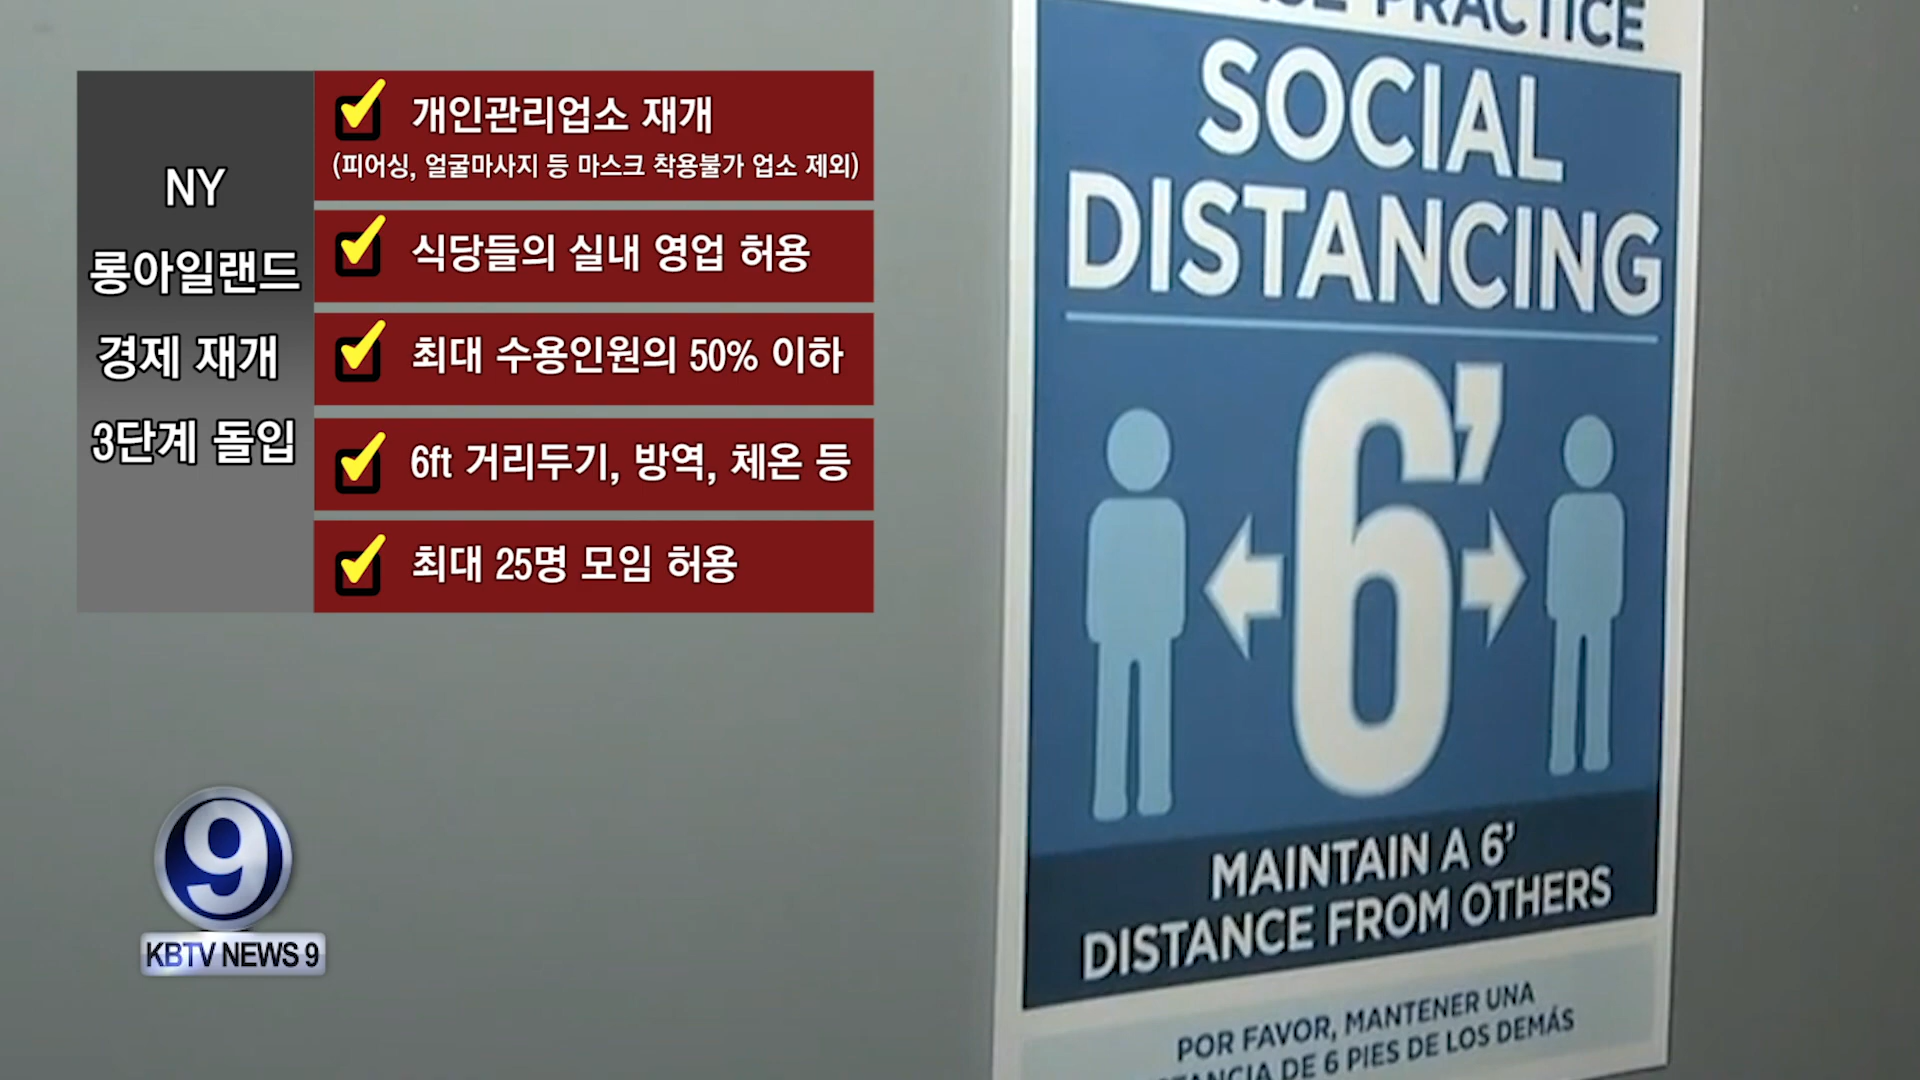 NY
롱아일랜드
경제 재개
3단계 돌입
개인관리업소 재개
(피어싱, 얼굴마사지 등 마스크 착용불가 업소 제외)
식당들의 실내 영업 허용
최대 수용인원의 50% 이하
6ft 거리두기, 방역, 체온 등
최대 25명 모임 허용
9
KBTV NEWS 9
PRACTICE
SOCIAL
DISTANCING
6'
MAINTAIN A 6'
DISTANCE FROM OTHERS
POR FAVOR, MANTENER UNA
DE 6 PIES DE LOS DEMÁS